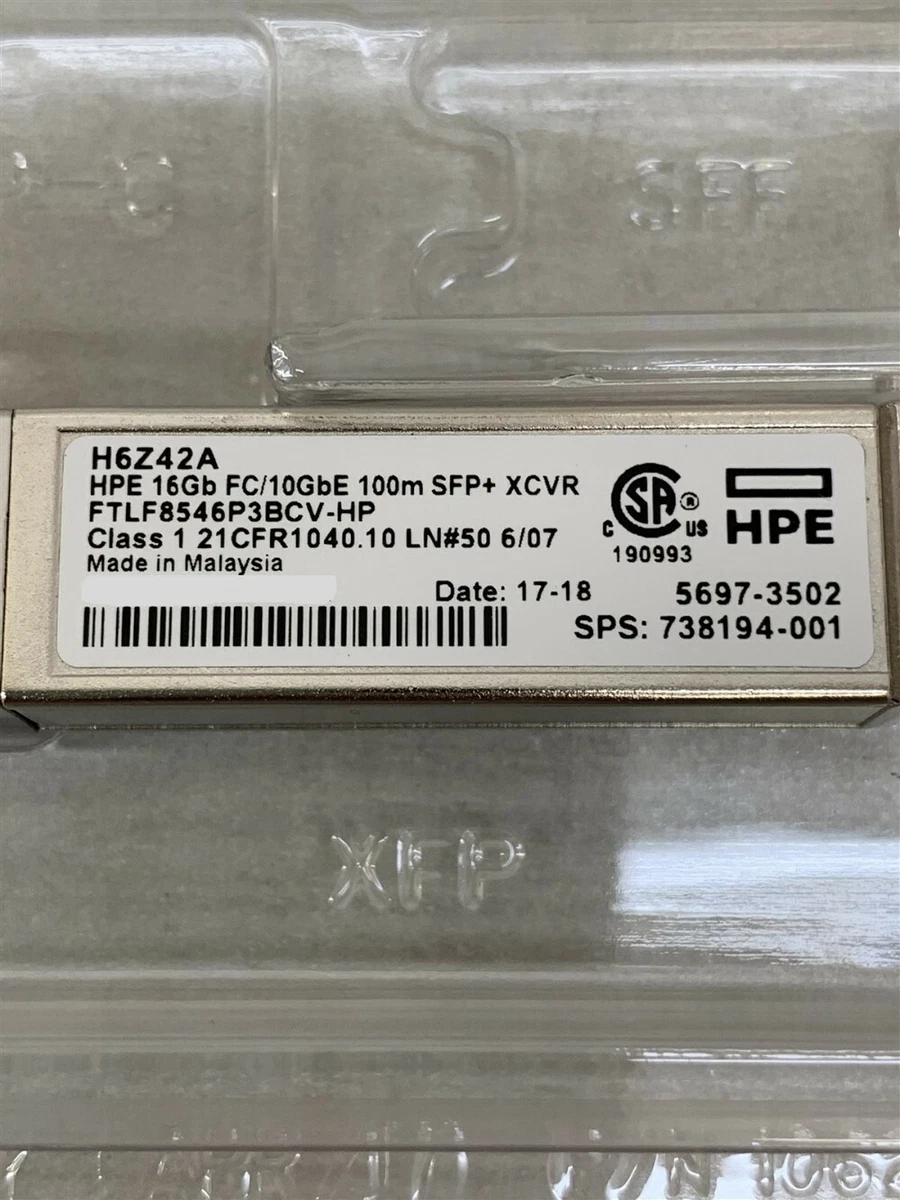 C
SFF
H6Z42A
HPE 16Gb FC/10GbE 100m SFP+ XCVR
FTLF8546P3BCV-HP
Class 1 21CFR1040.10 LN#50 6/07
Made in Malaysia
C SA ® US
190993
HPE
Date: 17-18
5697-3502
SPS: 738194-001
XFP